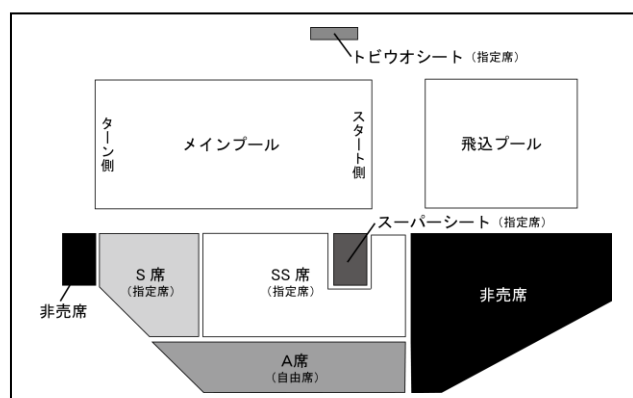 トビウオシート（指定席）
ターン側
メインプール
スタート側
飛込プール
スーパーシート（指定席）
S席
（指定席）
SS席
（指定席）
非売席
非売席
A席
（自由席）